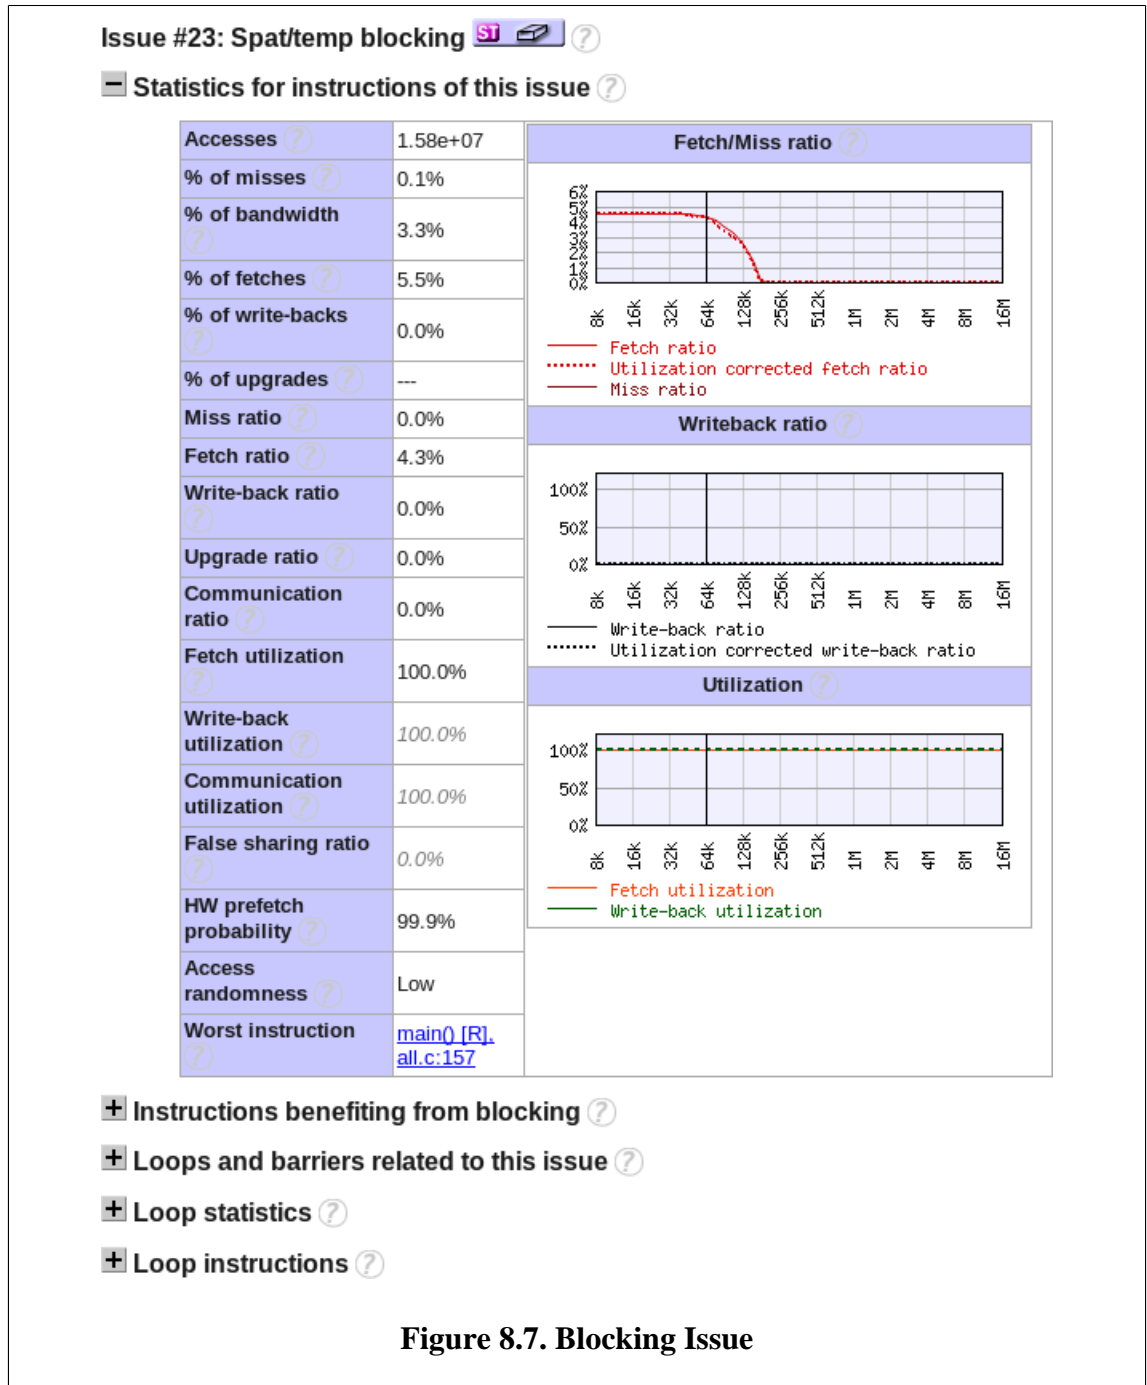 Issue #23: Spat/temp blocking ST ?
− Statistics for instructions of this issue ?
Accesses ? 1.58e+07
% of misses ? 0.1%
% of bandwidth
? 3.3%
% of fetches ? 5.5%
% of write-backs
? 0.0%
% of upgrades ? ---
Miss ratio ? 0.0%
Fetch ratio ? 4.3%
Write-back ratio
? 0.0%
Upgrade ratio ? 0.0%
Communication
ratio ? 0.0%
Fetch utilization
? 100.0%
Write-back
utilization ? 100.0%
Communication
utilization ? 100.0%
False sharing ratio
? 0.0%
HW prefetch
probability ? 99.9%
Access
randomness ? Low
Worst instruction
? main() [R],
all.c:157
Fetch/Miss ratio ?
6%
5%
4%
3%
2%
1%
0%
8k 16k 32k 64k 128k 256k 512k 1M 2M 4M 8M 16M
Fetch ratio
Utilization corrected fetch ratio
Miss ratio
Writeback ratio ?
100%
50%
0%
8k 16k 32k 64k 128k 256k 512k 1M 2M 4M 8M 16M
Write-back ratio
Utilization corrected write-back ratio
Utilization ?
100%
50%
0%
8k 16k 32k 64k 128k 256k 512k 1M 2M 4M 8M 16M
Fetch utilization
Write-back utilization
+ Instructions benefiting from blocking ?
+ Loops and barriers related to this issue ?
+ Loop statistics ?
+ Loop instructions ?
Figure 8.7. Blocking Issue